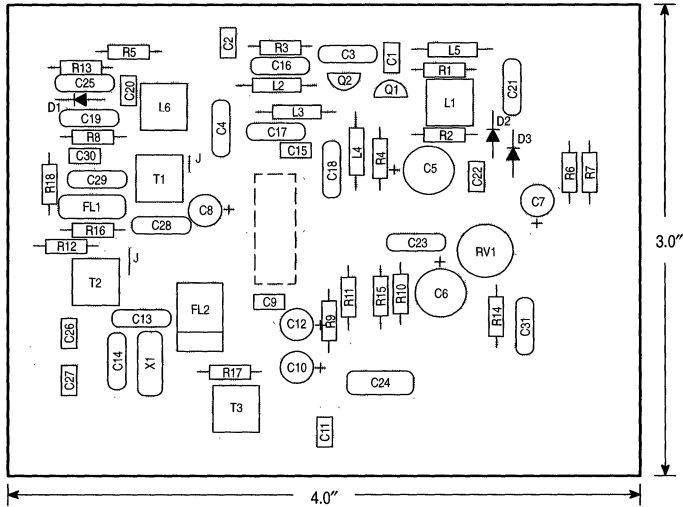 C2
R3
C3
C1
L5
R5
R13
C16
R1
C25
C20
L2
Q2
Q1
C21
D1
L6
L1
C19
C4
L3
R8
C17
R2
D2
D3
C30
C15
J
L4
R4
+
C5
C22
R6
R7
R18
C29
T1
C18
FL1
C8
+
C7
+
C28
R16
R12
C23
RV1
3.0"
J
T2
+
C6
FL2
C9
R11
R15
R10
C13
C12
+
R9
R14
C31
C26
C14
X1
C10
+
C27
R17
C24
T3
C11
4.0"